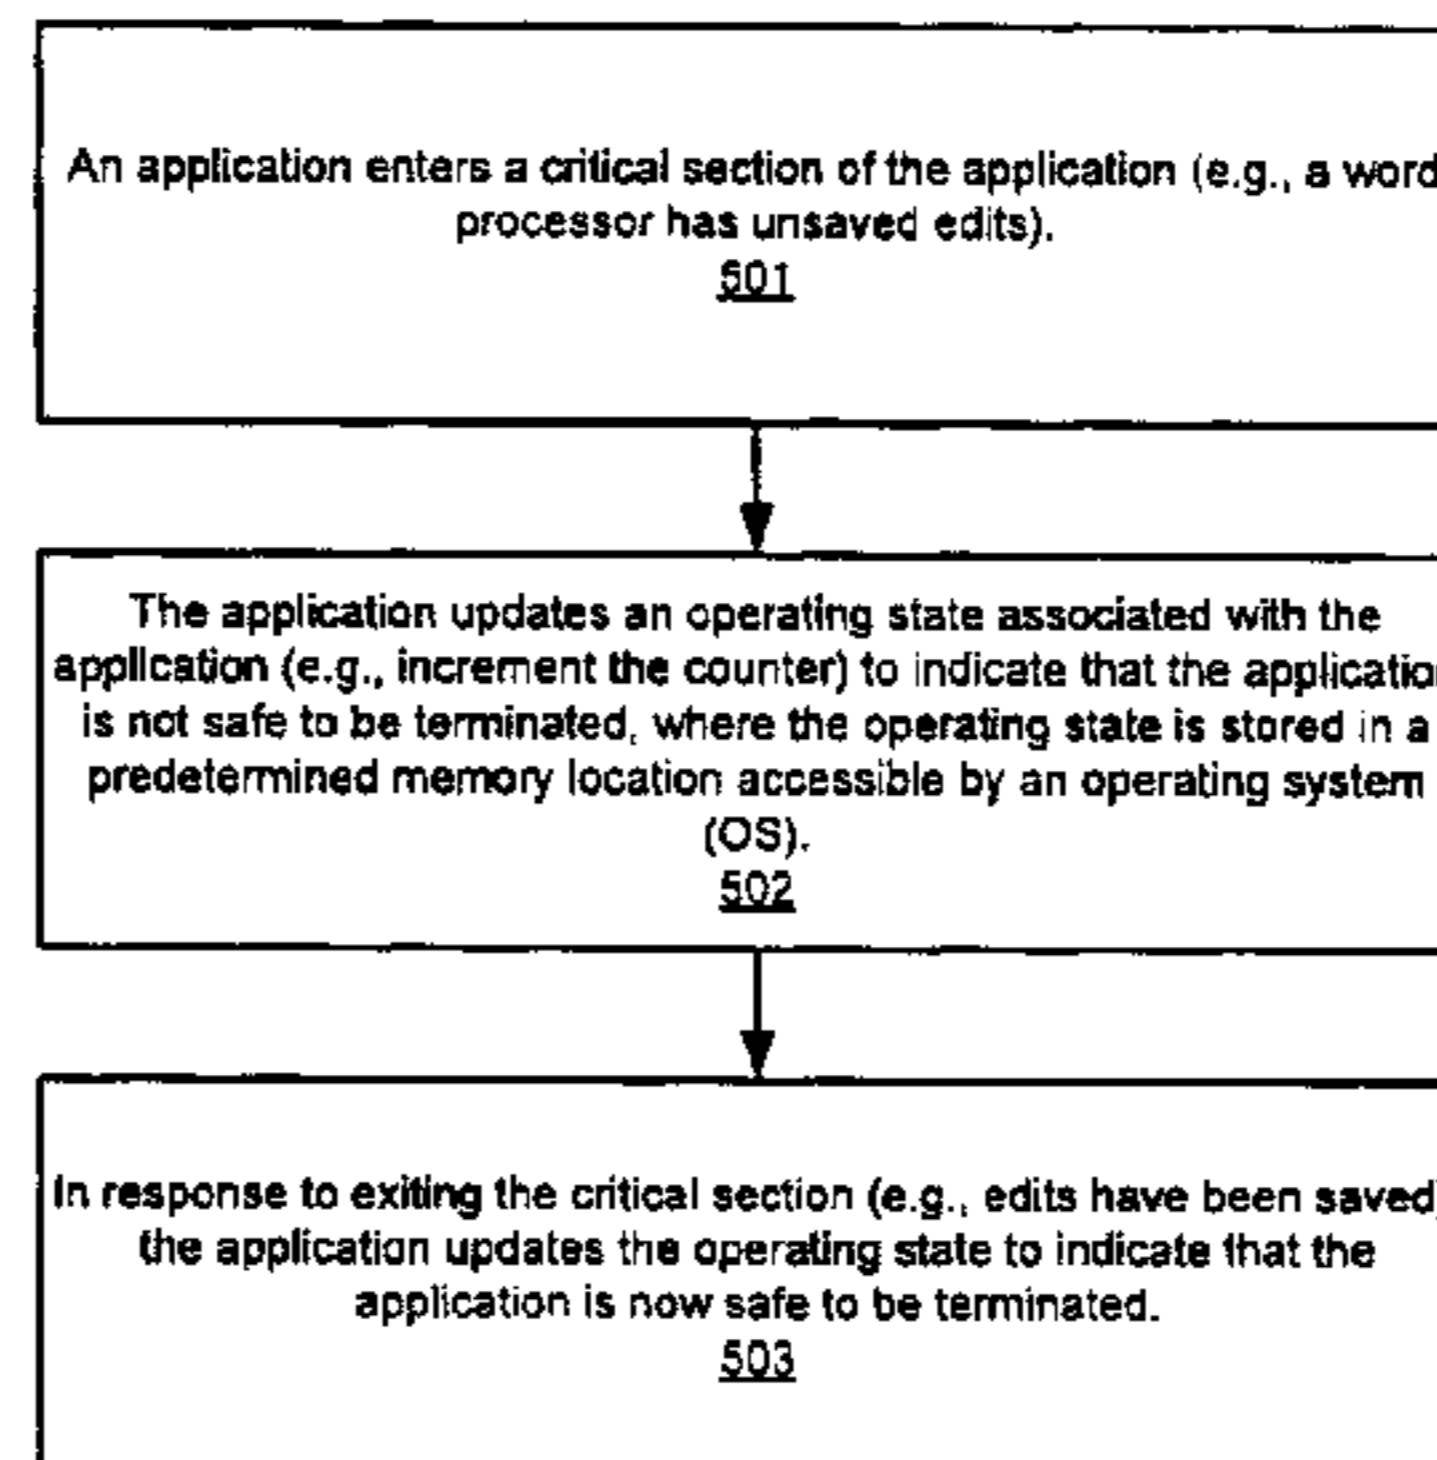 An application enters a critical section of the application (e.g., a word
processor has unsaved edits).
501
The application updates an operating state associated with the
application (e.g., increment the counter) to indicate that the application
is not safe to be terminated, where the operating state is stored in a
predetermined memory location accessible by an operating system
(OS).
502
In response to exiting the critical section (e.g., edits have been saved)
the application updates the operating state to indicate that the
application is now safe to be terminated.
503